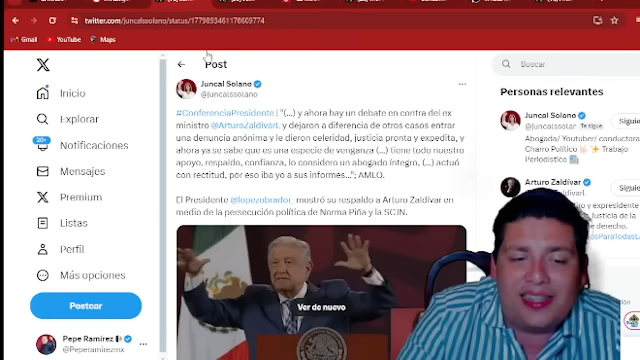 twitter.com/juncalssolano/status/1779893461178609774
Gmail
YouTube
Maps
Inicio
Explorar
20+
Notificaciones
Mensajes
Premium
Listas
Perfil
Más opciones
Postear
Pepe Ramírez
@Peperamirezmx
Post
Juncal Solano
@juncalssolano
#ConferenciaPresidente | "(...) y ahora hay un debate en contra del ex
ministro @ArturoZaldivarL y dejaron a diferencia de otros casos entrar
una denuncia anónima y le dieron celeridad, justicia pronta y expedita, y
ahora ya se sabe que es una especie de venganza (...) tiene todo nuestro
apoyo, respaldo, confianza, lo considero un abogado íntegro, (...) actuó
con rectitud, por eso iba yo a sus informes..."; AMLO.
El Presidente @lopezobrador_ mostró su respaldo a Arturo Zaldívar en
medio de la persecución política de Norma Piña y la SCJN.
Ver de nuevo
Buscar
Personas relevantes
Juncal Solano
@juncalssolano Te sigue
Abogada/ Youtuber/ conductora
Charro Político Trabajo
Periodístico
Arturo Zaldívar